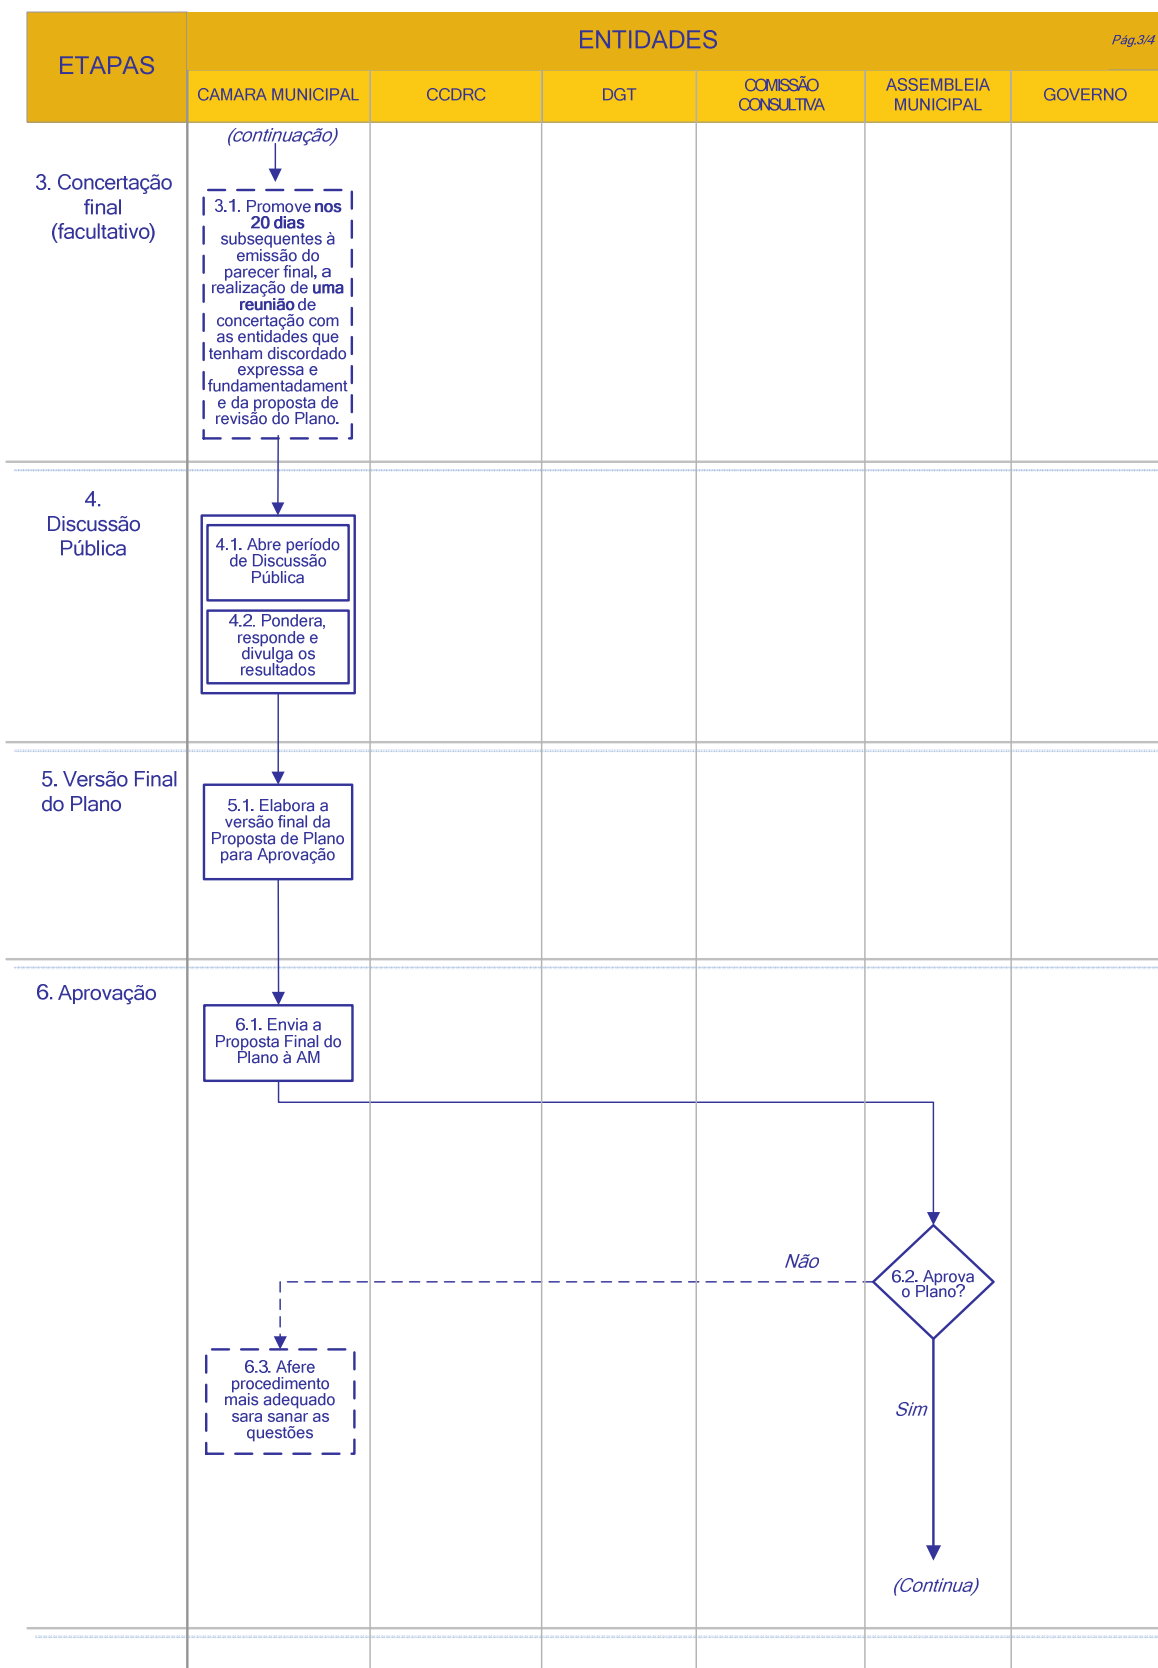 ETAPAS
ENTIDADES
Pág.3/4
CAMARA MUNICIPAL
CCDRC
DGT
COMISSÃO
CONSULTIVA
ASSEMBLEIA
MUNICIPAL
GOVERNO
(continuação)
3. Concertação
final
(facultativo)
3.1. Promove nos
20 dias
subsequentes à
emissão do
parecer final, a
realização de uma
reunião de
concertação com
as entidades que
tenham discordado
expressa e
fundamentadament
e da proposta de
revisão do Plano.
4.
Discussão
Pública
4.1. Abre período
de Discussão
Pública
4.2. Pondera,
responde e
divulga os
resultados
5. Versão Final
do Plano
5.1. Elabora a
versão final da
Proposta de Plano
para Aprovação
6. Aprovação
6.1. Envia a
Proposta Final do
Plano à AM
Não
6.2. Aprova
o Plano?
6.3. Afere
procedimento
mais adequado
sara sanar as
questões
Sim
(Continua)